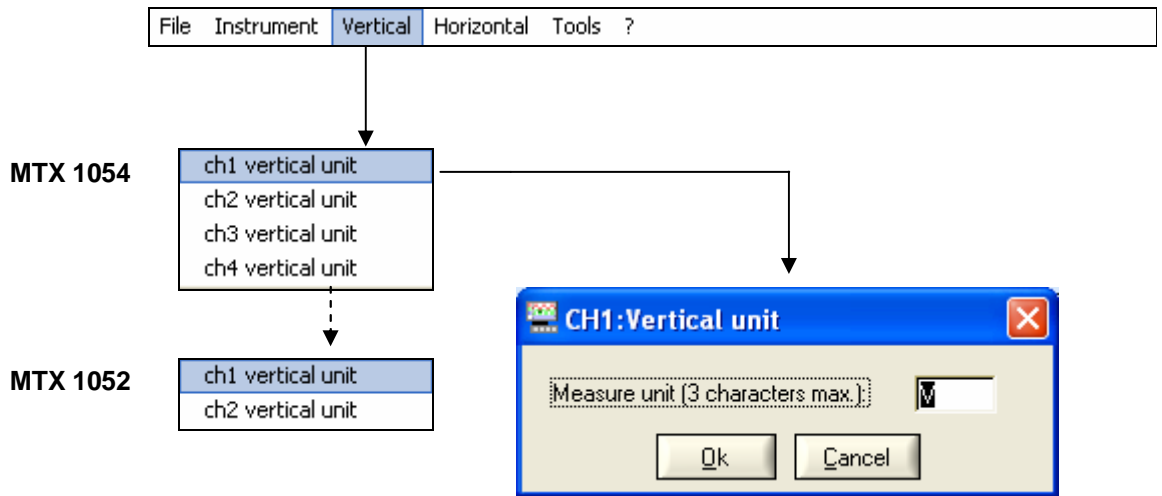 File Instrument Vertical Horizontal Tools ?
MTX 1054
ch1 vertical unit
ch2 vertical unit
ch3 vertical unit
ch4 vertical unit
CH1:Vertical unit
Measure unit (3 characters max.):
V
Ok
Cancel
MTX 1052
ch1 vertical unit
ch2 vertical unit